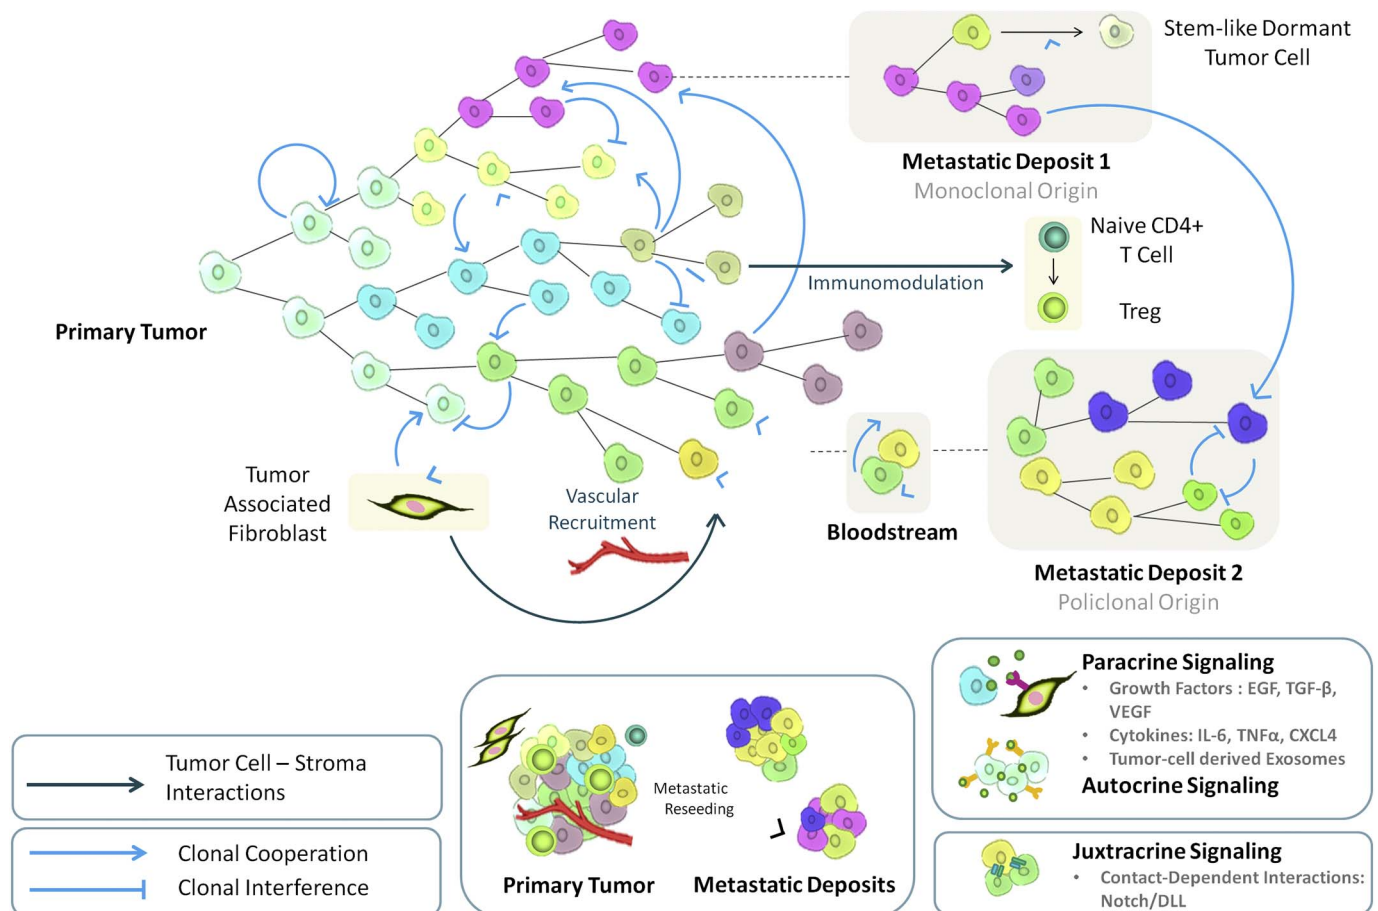 Stem-like Dormant
Tumor Cell
Metastatic Deposit 1
Monoclonal Origin
Naive CD4+
T Cell
Immunomodulation
Treg
Primary Tumor
Tumor
Associated
Fibroblast
Vascular
Recruitment
Bloodstream
Metastatic Deposit 2
Policlonal Origin
Tumor Cell – Stroma
Interactions
Clonal Cooperation
Clonal Interference
Metastatic
Reseeding
Primary Tumor
Metastatic Deposits
Paracrine Signaling
• Growth Factors : EGF, TGF-β,
VEGF
• Cytokines: IL-6, TNFα, CXCL4
• Tumor-cell derived Exosomes
Autocrine Signaling
Juxtracrine Signaling
• Contact-Dependent Interactions:
Notch/DLL